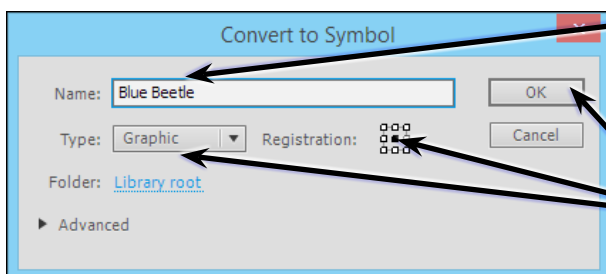 Convert to Symbol
Name: Blue Beetle OK
Type: Graphic Registration: Cancel
Folder: Library root
Advanced